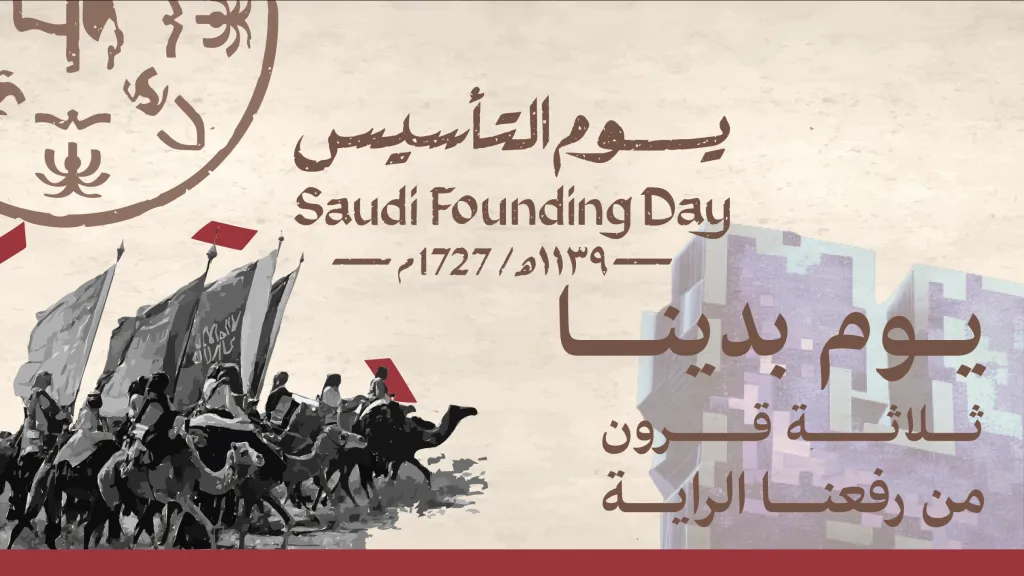 يوم التأسيس
Saudi Founding Day
١١٣٩هـ / 1727م
يوم بدينا
ثلاثة قرون
من رفعنا الراية